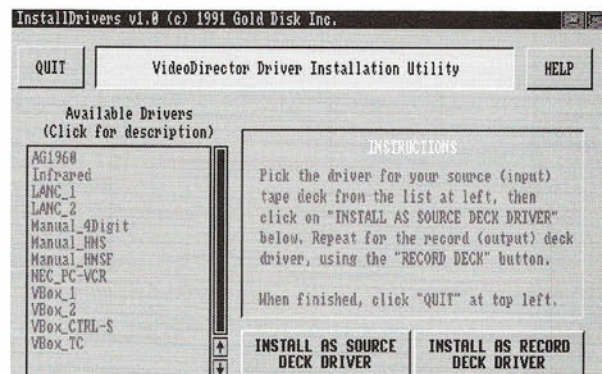 InstallDrivers v1.0 (c) 1991 Gold Disk Inc.
QUIT
VideoDirector Driver Installation Utility
HELP
Available Drivers
(Click for description)
AG1960
Infrared
LANC_1
LANC_2
Manual_4Digit
Manual_HMS
Manual_HMSF
NEC_PC-VCR
VBox_1
VBox_2
VBox_CTRL-S
VBox_TC
INSTRUCTIONS
Pick the driver for your source (input)
tape deck from the list at left, then
click on "INSTALL AS SOURCE DECK DRIVER"
below. Repeat for the record (output) deck
driver, using the "RECORD DECK" button.
When finished, click "QUIT" at top left.
INSTALL AS SOURCE
DECK DRIVER
INSTALL AS RECORD
DECK DRIVER